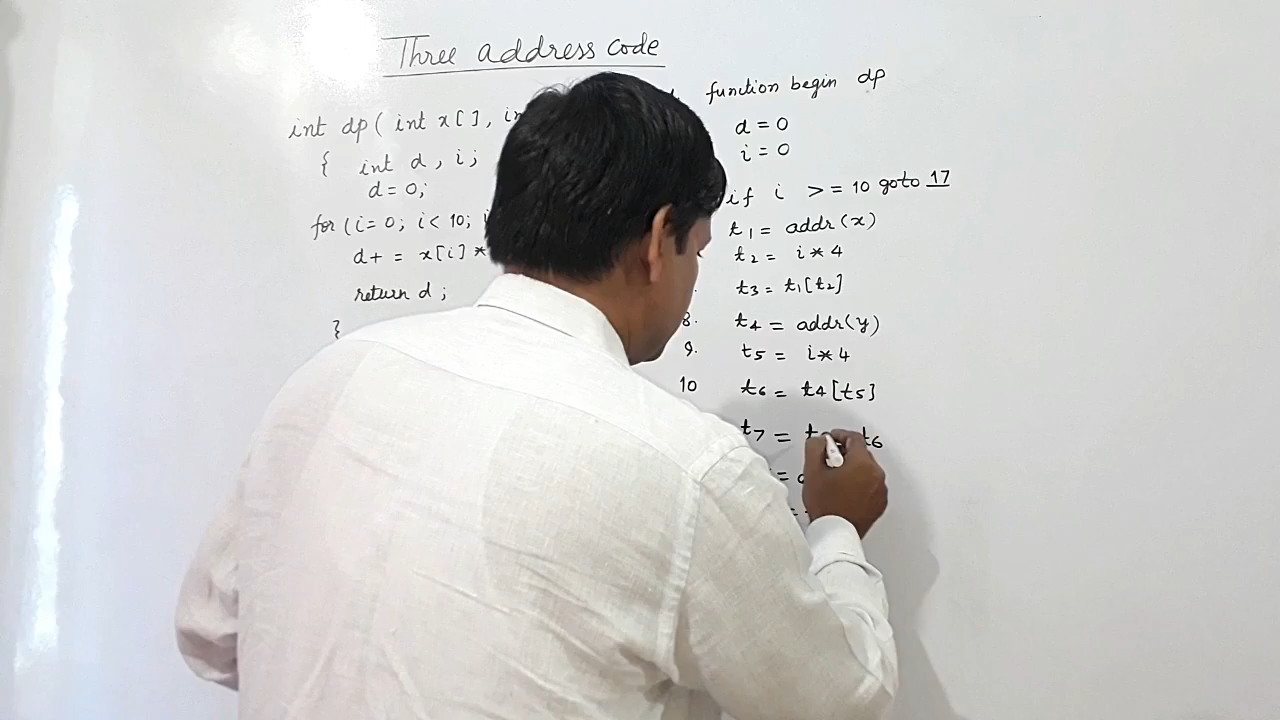 Three address code
int dp( int x[ ],
{ int d , i ;
d = 0;
for ( i = 0; i < 10;
d + = x[i] *
return d ;
}
function begin dp
d = 0
i = 0
if i > = 10 goto 17
t1 = addr(x)
t2 = i * 4
t3 = t1[t2]
8. t4 = addr(y)
9. t5 = i * 4
10 t6 = t4[t5]
t7 = t6
=